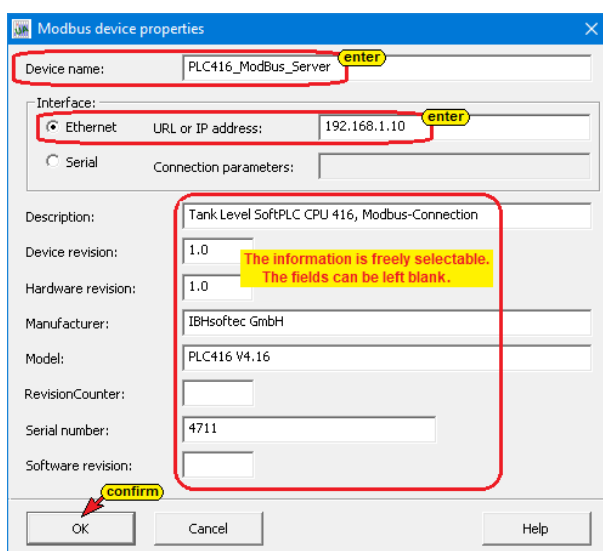 Modbus device properties
Device name: PLC416_ModBus_Server enter
Interface:
Ethernet URL or IP address: 192.168.1.10 enter
Serial Connection parameters:
Description: Tank Level SoftPLC CPU 416, Modbus-Connection
Device revision: 1.0
The information is freely selectable.
The fields can be left blank.
Hardware revision: 1.0
Manufacturer: IBHsoftec GmbH
Model: PLC416 V4.16
RevisionCounter:
Serial number: 4711
Software revision:
confirm
OK Cancel Help